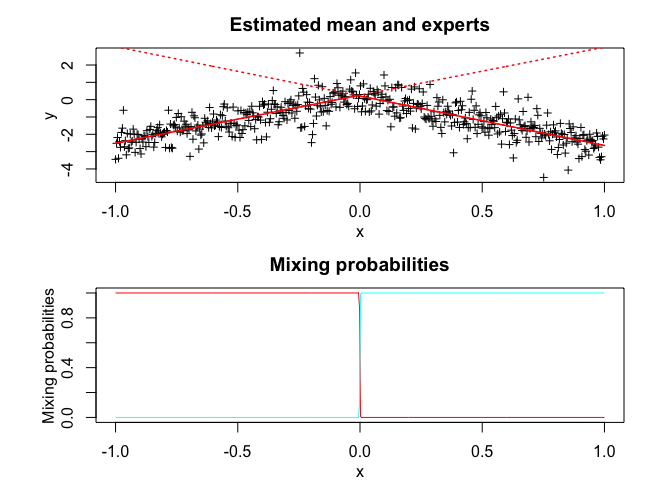 Estimated mean and experts
y
2
0
-2
-4
-1.0 -0.5 0.0 0.5 1.0
x
Mixing probabilities
Mixing probabilities
0.8
0.4
0.0
-1.0 -0.5 0.0 0.5 1.0
x